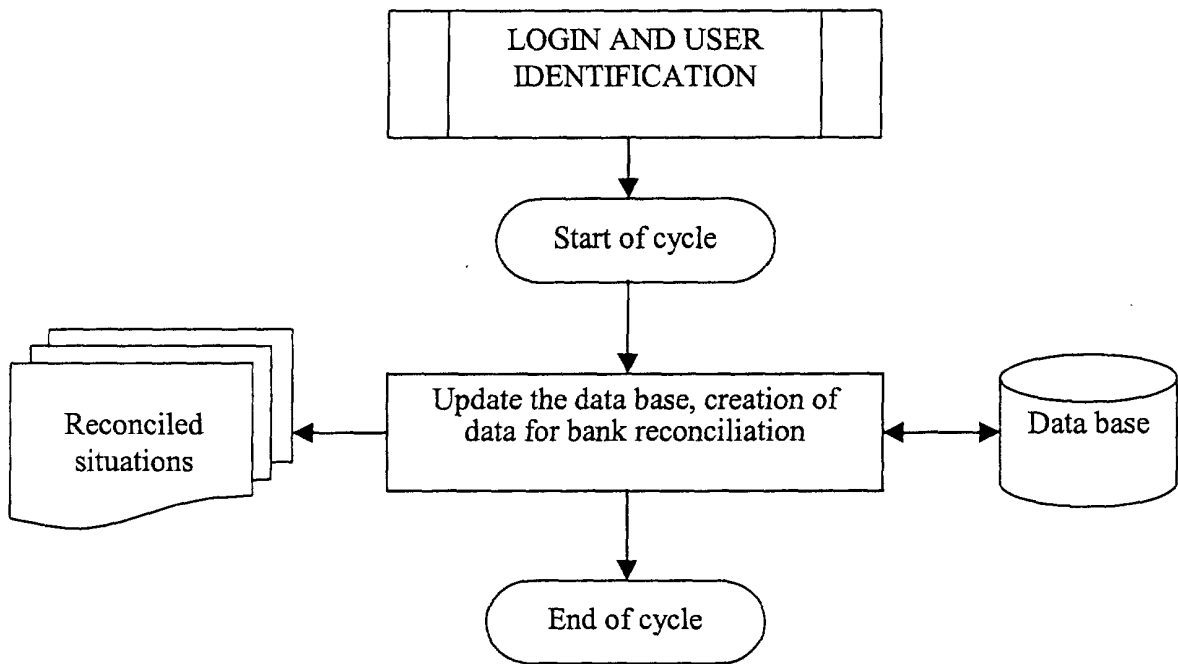 LOGIN AND USER
IDENTIFICATION
Start of cycle
Update the data base, creation of
data for bank reconciliation
Reconciled
situations
Data base
End of cycle